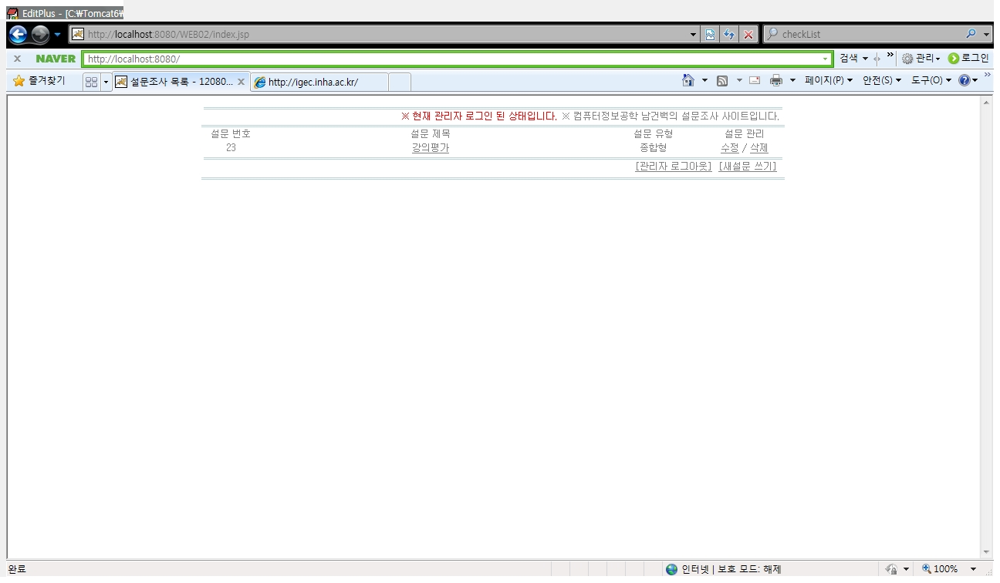 EditPlus - [C:₩Tomcat6₩
http://localhost:8080/WEB02/index.jsp checkList
x NAVER http://localhost:8080/ 검색 » 관리 로그인
즐겨찾기 설문조사 목록 - 12080... x http://igec.inha.ac.kr/ 페이지(P) 안전(S) 도구(O) »
※ 현재 관리자 로그인 된 상태입니다. ※ 컴퓨터정보공학 남건백의 설문조사 사이트입니다.
설문 번호 설문 제목 설문 유형 설문 관리
23 강의평가 종합형 수정 / 삭제
[관리자 로그아웃] [새설문 쓰기]
완료 인터넷 | 보호 모드: 해제 100%